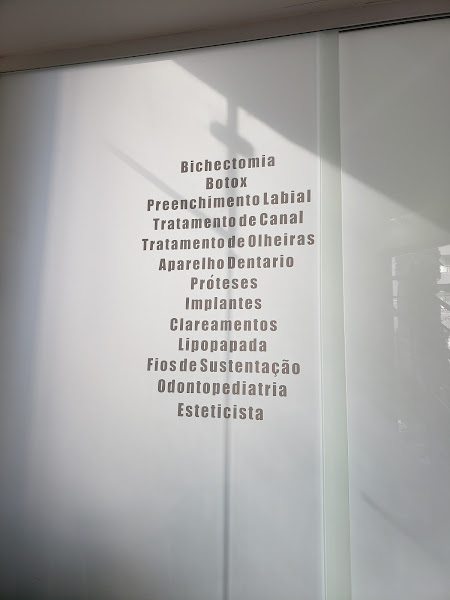 Bichectomia
Botox
Preenchimento Labial
Tratamento de Canal
Tratamento de Olheiras
Aparelho Dentario
Próteses
Implantes
Clareamentos
Lipopapada
Fios de Sustentação
Odontopediatria
Esteticista